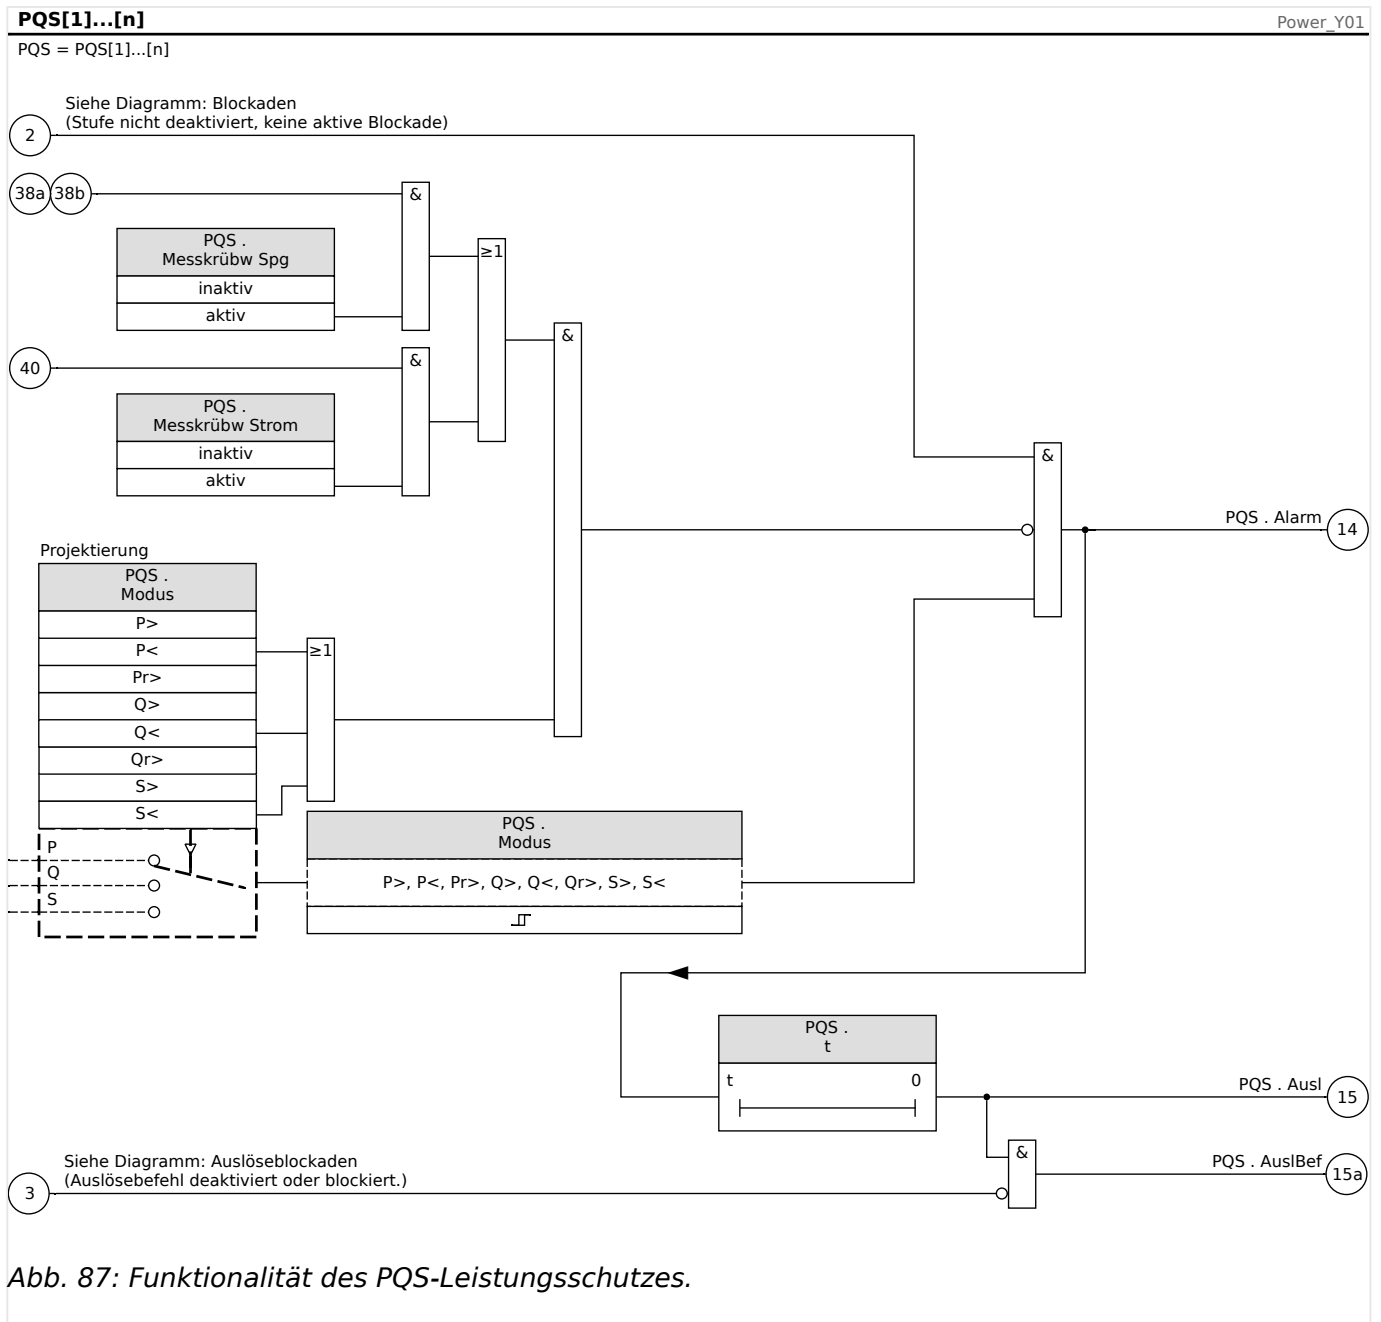 PQS[1]...[n]
Power_Y01
PQS = PQS[1]...[n]
Siehe Diagramm: Blockaden
(Stufe nicht deaktiviert, keine aktive Blockade)
2
38a 38b
&
PQS .
Messkrübw Spg
inaktiv
aktiv
≥1
&
40
&
PQS .
Messkrübw Strom
inaktiv
aktiv
&
PQS . Alarm
14
Projektierung
PQS .
Modus
P>
P<
Pr>
Q>
Q<
Qr>
S>
S<
≥1
P
Q
S
PQS .
Modus
P>, P<, Pr>, Q>, Q<, Qr>, S>, S<
PQS .
t
t 0
PQS . Ausl
15
Siehe Diagramm: Auslöseblockaden
(Auslösebefehl deaktiviert oder blockiert.)
3
&
PQS . AuslBef
15a
Abb. 87: Funktionalität des PQS-Leistungsschutzes.